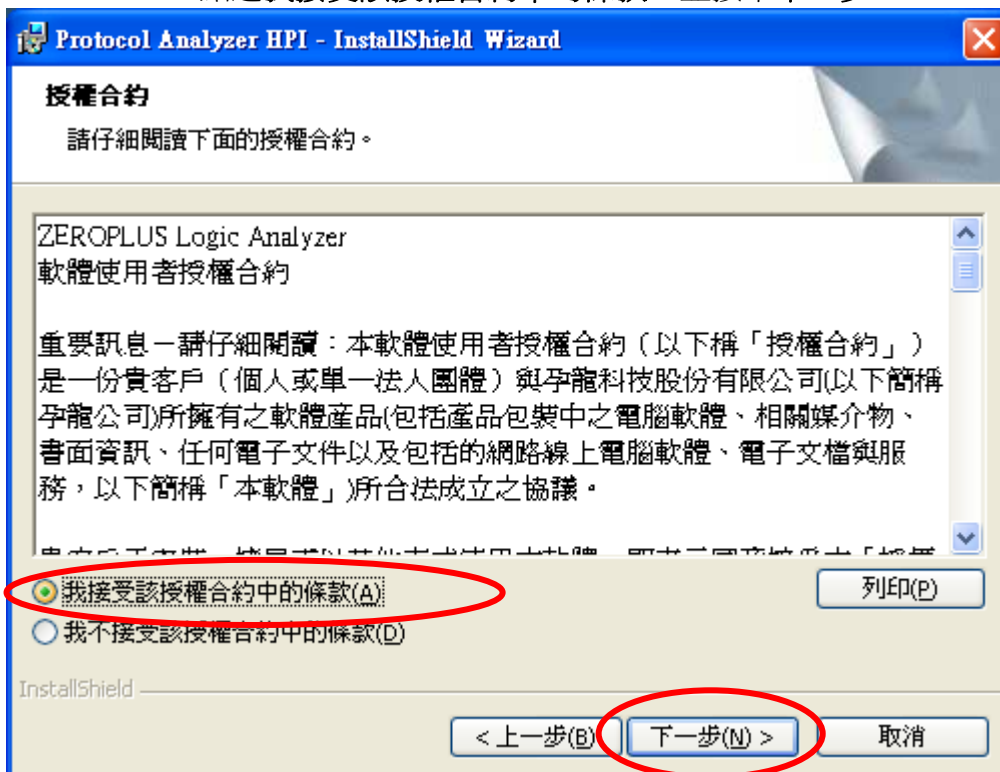 Protocol Analyzer HPI - InstallShield Wizard
授權合約
請仔細閱讀下面的授權合約。
ZEROPLUS Logic Analyzer
軟體使用者授權合約
重要訊息－請仔細閱讀：本軟體使用者授權合約（以下稱「授權合約」）
是一份貴客戶（個人或單一法人團體）與孕龍科技股份有限公司(以下簡稱
孕龍公司)所擁有之軟體產品(包括產品包裝中之電腦軟體、相關媒介物、
書面資訊、任何電子文件以及包括的網路線上電腦軟體、電子文檔與服
務，以下簡稱「本軟體」)所合法成立之協議。
我接受該授權合約中的條款(A)
列印(P)
我不接受該授權合約中的條款(D)
InstallShield
< 上一步(B)
下一步(N) >
取消